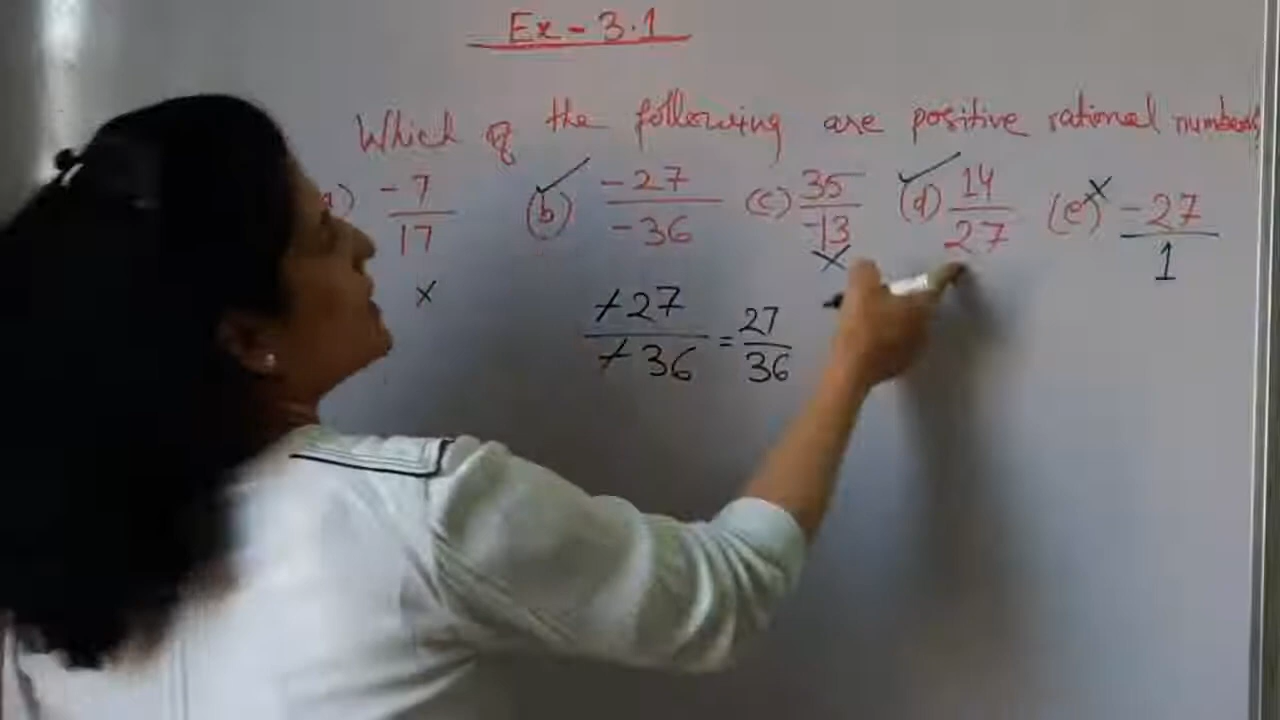 Ex - 3.1
Which of the following are positive rational numbers
a) -7/17 (b) -27/-36 (c) 35/-13 (d) 14/27 (e) -27/1
-27/-36 = 27/36